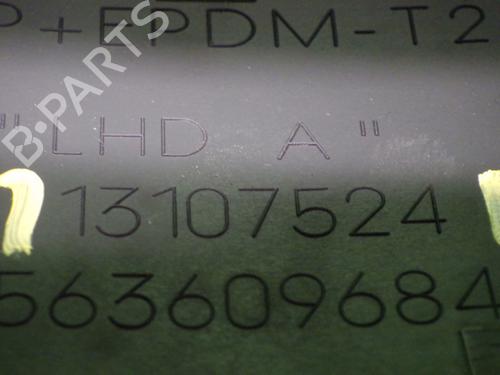 P+EPDM-T2
"LHD A"
13107524
563609684
B-PARTS